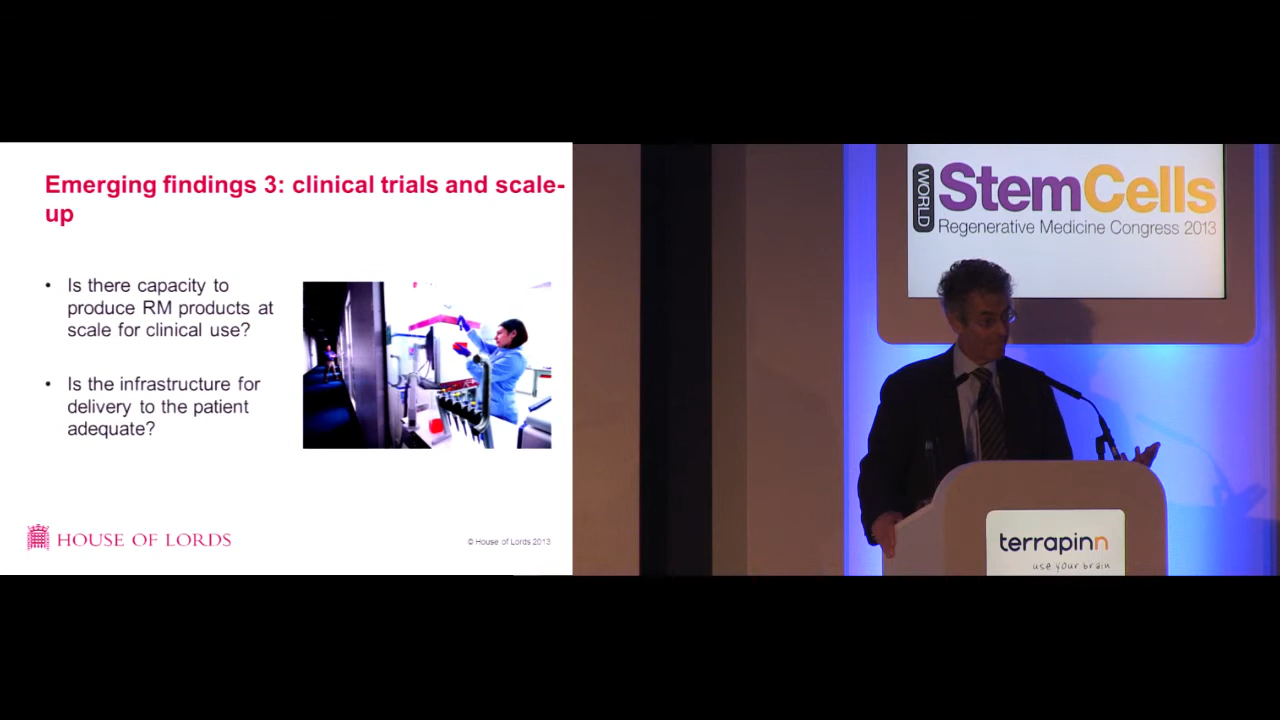 Emerging findings 3: clinical trials and scale-
up
• Is there capacity to
produce RM products at
scale for clinical use?
• Is the infrastructure for
delivery to the patient
adequate?
HOUSE OF LORDS
© House of Lords 2013
WORLD
StemCells
Regenerative Medicine Congress 2013
terrapinn
use your brain